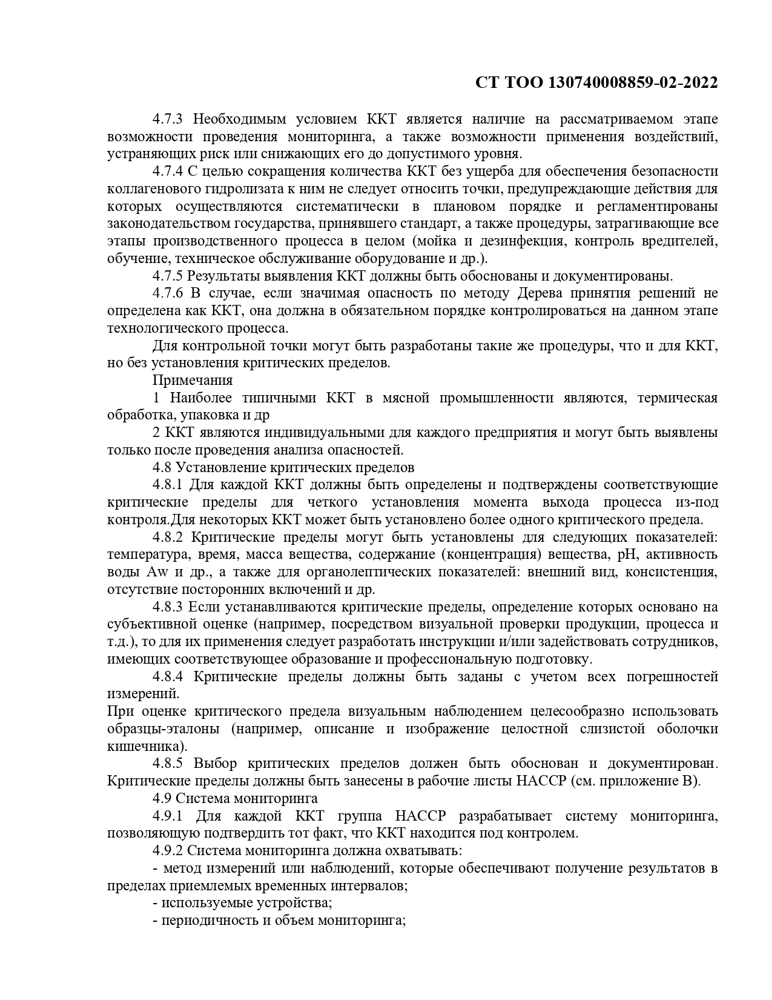 СТ ТОО 130740008859-02-2022
4.7.3 Необходимым условием ККТ является наличие на рассматриваемом этапе
возможности проведения мониторинга, а также возможности применения воздействий,
устраняющих риск или снижающих его до допустимого уровня.
4.7.4 С целью сокращения количества ККТ без ущерба для обеспечения безопасности
коллагенового гидролизата к ним не следует относить точки, предупреждающие действия для
которых осуществляются систематически в плановом порядке и регламентированы
законодательством государства, принявшего стандарт, а также процедуры, затрагивающие все
этапы производственного процесса в целом (мойка и дезинфекция, контроль вредителей,
обучение, техническое обслуживание оборудование и др.).
4.7.5 Результаты выявления ККТ должны быть обоснованы и документированы.
4.7.6 В случае, если значимая опасность по методу Дерева принятия решений не
определена как ККТ, она должна в обязательном порядке контролироваться на данном этапе
технологического процесса.
Для контрольной точки могут быть разработаны такие же процедуры, что и для ККТ,
но без установления критических пределов.
Примечания
1 Наиболее типичными ККТ в мясной промышленности являются, термическая
обработка, упаковка и др
2 ККТ являются индивидуальными для каждого предприятия и могут быть выявлены
только после проведения анализа опасностей.
4.8 Установление критических пределов
4.8.1 Для каждой ККТ должны быть определены и подтверждены соответствующие
критические пределы для четкого установления момента выхода процесса из-под
контроля.Для некоторых ККТ может быть установлено более одного критического предела.
4.8.2 Критические пределы могут быть установлены для следующих показателей:
температура, время, масса вещества, содержание (концентрация) вещества, pH, активность
воды Aw и др., а также для органолептических показателей: внешний вид, консистенция,
отсутствие посторонних включений и др.
4.8.3 Если устанавливаются критические пределы, определение которых основано на
субъективной оценке (например, посредством визуальной проверки продукции, процесса и
т.д.), то для их применения следует разработать инструкции и/или задействовать сотрудников,
имеющих соответствующее образование и профессиональную подготовку.
4.8.4 Критические пределы должны быть заданы с учетом всех погрешностей
измерений.
При оценке критического предела визуальным наблюдением целесообразно использовать
образцы-эталоны (например, описание и изображение целостной слизистой оболочки
кишечника).
4.8.5 Выбор критических пределов должен быть обоснован и документирован.
Критические пределы должны быть занесены в рабочие листы НАССР (см. приложение В).
4.9 Система мониторинга
4.9.1 Для каждой ККТ группа НАССР разрабатывает систему мониторинга,
позволяющую подтвердить тот факт, что ККТ находится под контролем.
4.9.2 Система мониторинга должна охватывать:
- метод измерений или наблюдений, которые обеспечивают получение результатов в
пределах приемлемых временных интервалов;
- используемые устройства;
- периодичность и объем мониторинга;